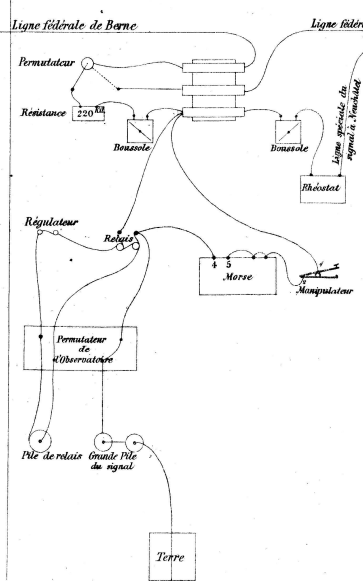 Ligne fédérale de Berne
Ligne fédér
Permutateur
Résistance
220
Boussole
Boussole
Ligne spéciale du
signal à Neuchâtel
Rhéostat
Régulateur
Relais
4 5
Morse
Manipulateur
Permutateur
de
l'Observatoire
Pile de relais
Grande Pile
du signal
Terre